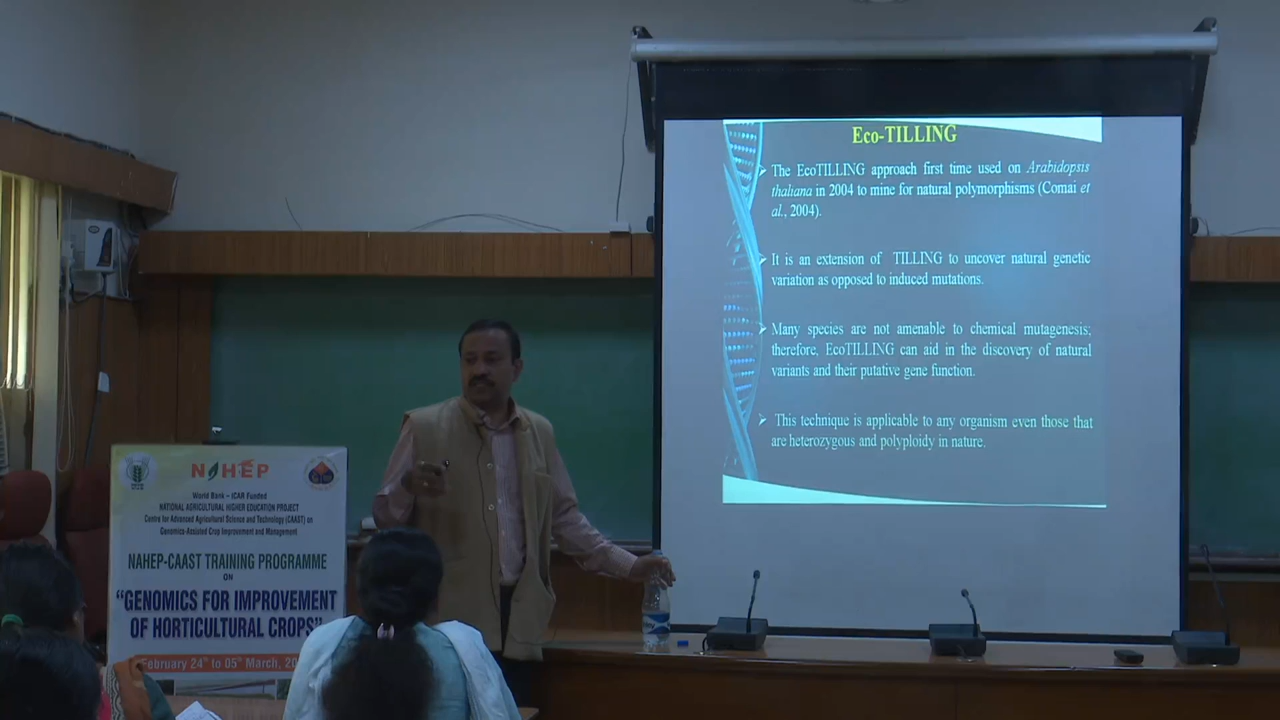 Eco-TILLING
The EcoTILLING approach first time used on Arabidopsis
thaliana in 2004 to mine for natural polymorphisms (Comai et
al., 2004).
It is an extension of TILLING to uncover natural genetic
variation as opposed to induced mutations.
Many species are not amenable to chemical mutagenesis;
therefore, EcoTILLING can aid in the discovery of natural
variants and their putative gene function.
This technique is applicable to any organism even those that
are heterozygous and polyploidy in nature.
NAHEP
World Bank – ICAR Funded
NATIONAL AGRICULTURAL HIGHER EDUCATION PROJECT
Centre for Advanced Agricultural Science and Technology (CAAST) on
Genomics-Assisted Crop Improvement and Management
NAHEP-CAAST TRAINING PROGRAMME
ON
"GENOMICS FOR IMPROVEMENT
OF HORTICULTURAL CROPS"
February 24th to 05th March, 20